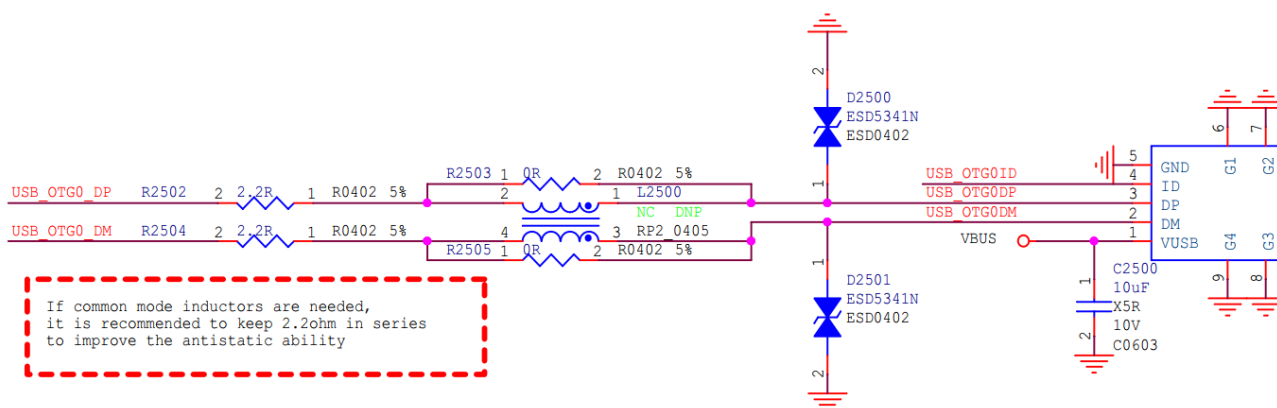 2
D2500
ESD5341N
ESD0402
1
6
7
G1
G2
5
GND
4
ID
3
DP
2
DM
1
VUSB
G4
G3
9
8
R2503 1 0R 2 R0402 5%
USB_OTG0_DP R2502 2 2.2R 1 R0402 5%
2 1 L2500
NC DNP
USB_OTG0_DM R2504 2 2.2R 1 R0402 5%
4 3 RP2_0405
R2505 1 0R 2 R0402 5%
USB_OTG0ID
USB_OTG0DP
USB_OTG0DM
VBUS
1
D2501
ESD5341N
ESD0402
2
C2500
1
10uF
X5R
10V
2
C0603
If common mode inductors are needed,
it is recommended to keep 2.2ohm in series
to improve the antistatic ability